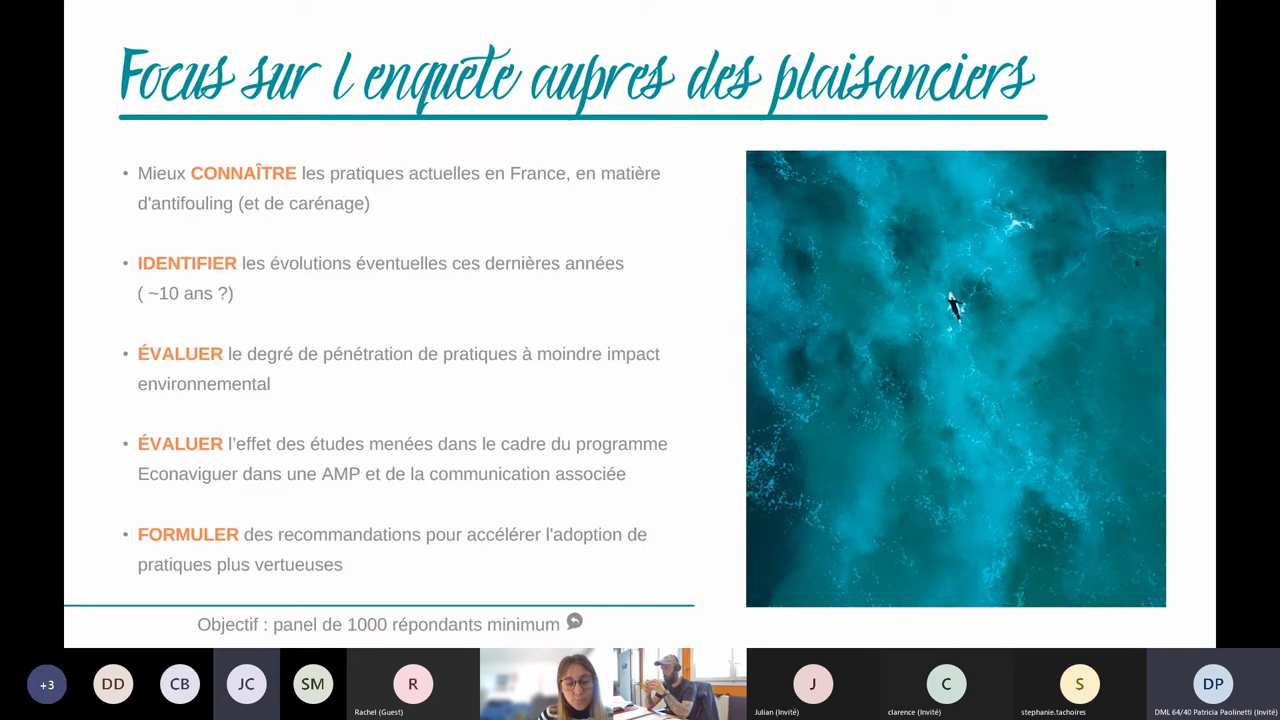 Focus sur l enquete aupres des plaisanciers
• Mieux CONNAÎTRE les pratiques actuelles en France, en matière
d'antifouling (et de carénage)
• IDENTIFIER les évolutions éventuelles ces dernières années
( ~10 ans ?)
• ÉVALUER le degré de pénétration de pratiques à moindre impact
environnemental
• ÉVALUER l’effet des études menées dans le cadre du programme
Econaviguer dans une AMP et de la communication associée
• FORMULER des recommandations pour accélérer l'adoption de
pratiques plus vertueuses
Objectif : panel de 1000 répondants minimum
+3
DD
CB
JC
SM
R
Rachel (Guest)
J
Julian (Invité)
C
clarence (Invité)
S
stephanie.tachoires
DP
DML 64/40 Patricia Paolinetti (Invité)